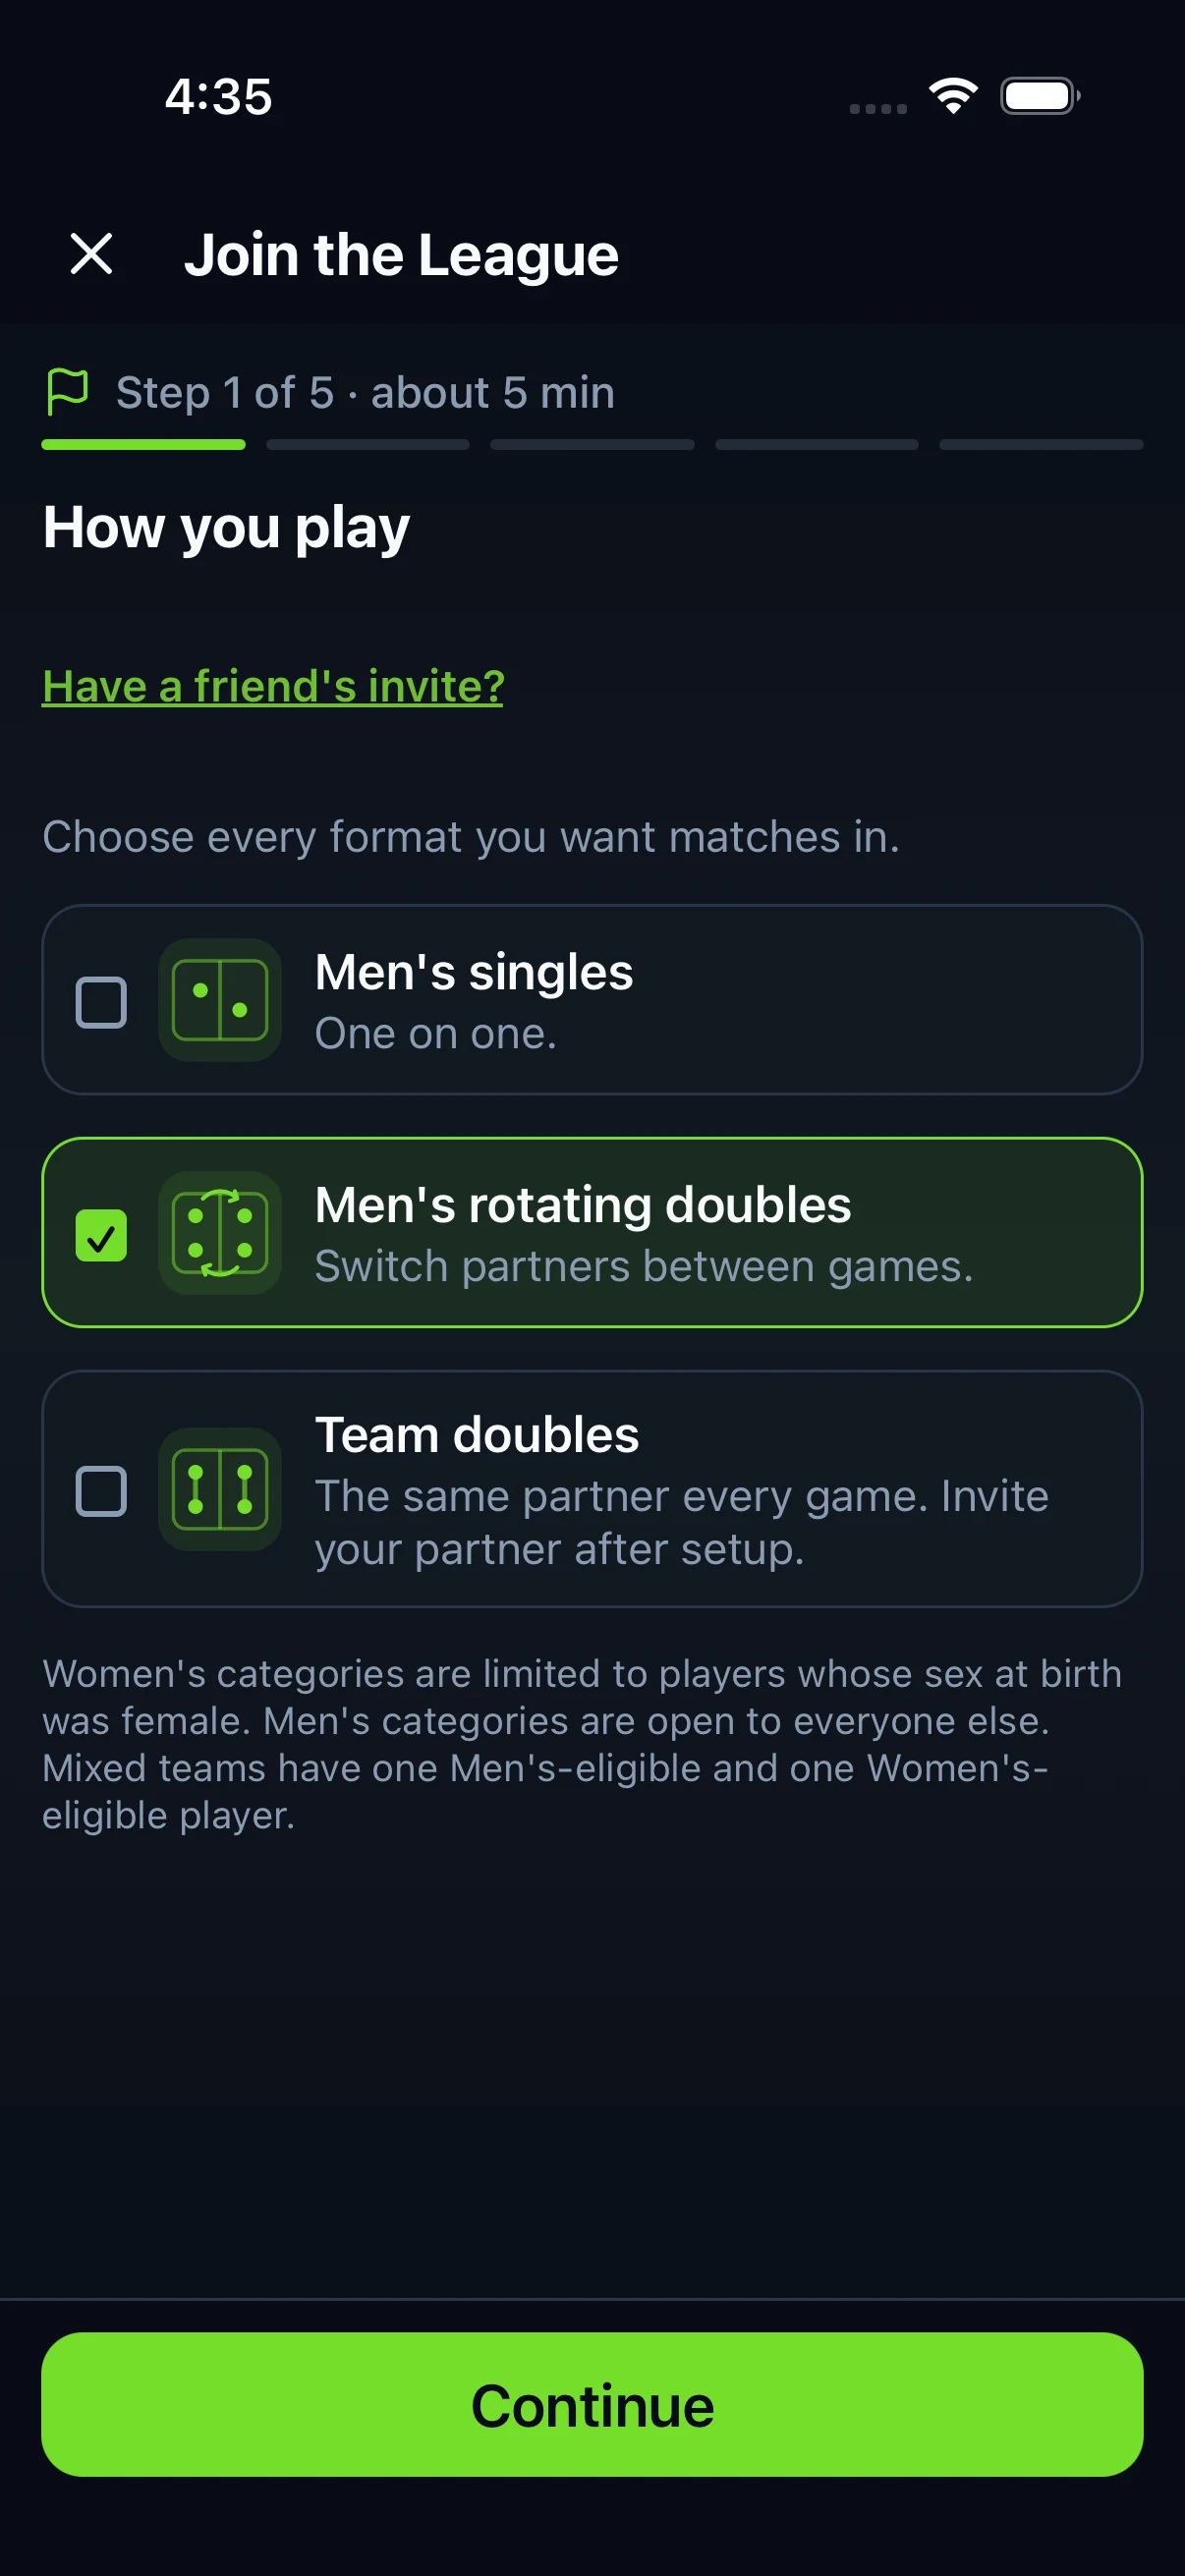 4:35
Join the League
Step 1 of 5 · about 5 min
How you play
Have a friend's invite?
Choose every format you want matches in.
Men's singles
One on one.
Men's rotating doubles
Switch partners between games.
Team doubles
The same partner every game. Invite
your partner after setup.
Women's categories are limited to players whose sex at birth
was female. Men's categories are open to everyone else.
Mixed teams have one Men's-eligible and one Women's-
eligible player.
Continue